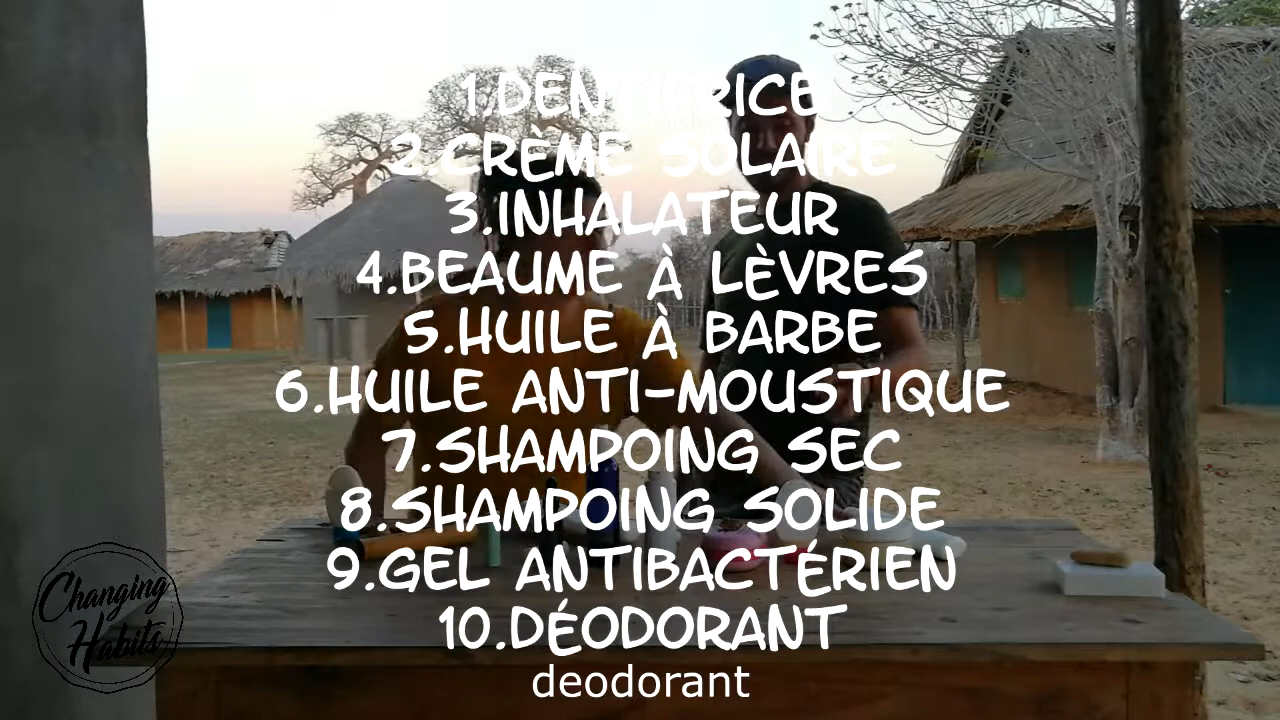 1.DENTIFRICE
2.CRÈME SOLAIRE
3.INHALATEUR
4.BEAUME À LÈVRES
5.HUILE À BARBE
6.HUILE ANTI-MOUSTIQUE
7.SHAMPOING SEC
8.SHAMPOING SOLIDE
9.GEL ANTIBACTÉRIEN
10.DÉODORANT
deodorant
Changing
Habits